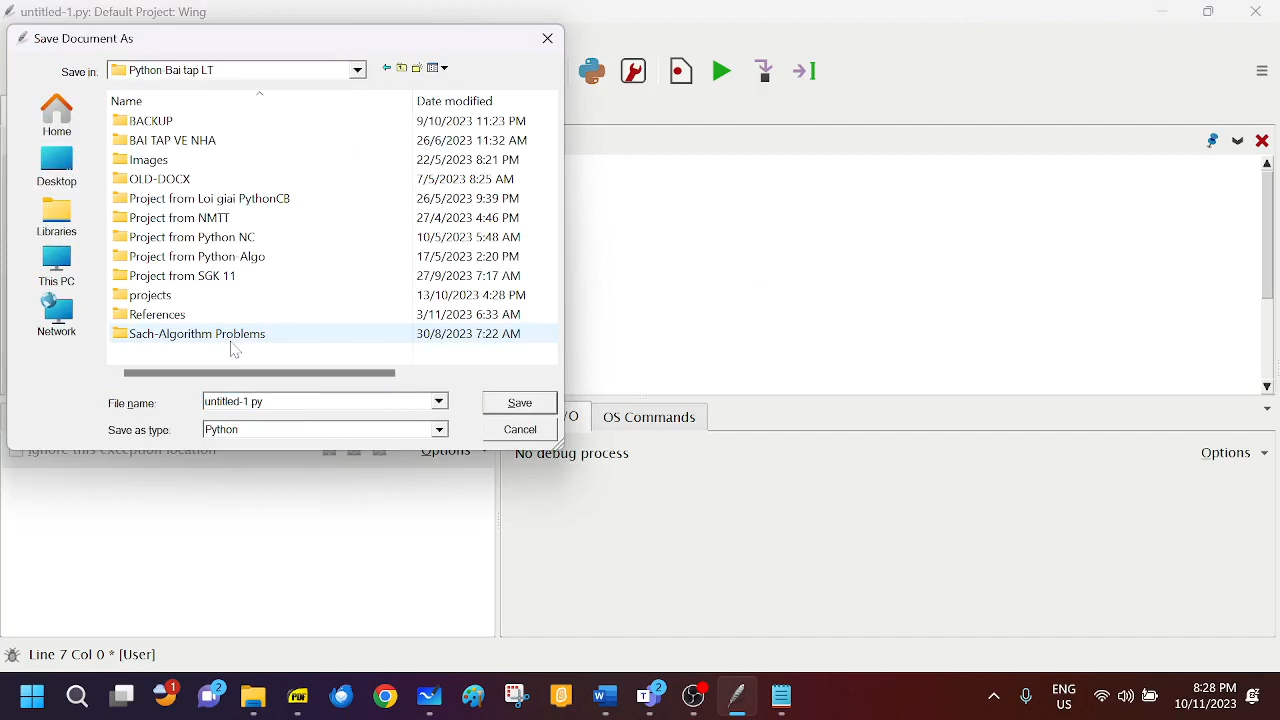 untitled-1.py: Default Project: Wing
Save Document As
Save in: Python Bai tap LT
Name Date modified
BACKUP 9/10/2023 11:23 PM
BAI TAP VE NHA 26/6/2023 11:32 AM
Images 22/5/2023 8:21 PM
OLD-DOCX 7/5/2023 8:25 AM
Project from Loi giai PythonCB 26/5/2023 9:39 PM
Project from NMTT 27/4/2023 4:46 PM
Project from Python NC 10/5/2023 5:48 AM
Project from Python-Algo 17/5/2023 2:20 PM
Project from SGK 11 27/9/2023 7:17 AM
projects 13/10/2023 4:28 PM
References 3/11/2023 6:33 AM
Sach-Algorithm Problems 30/8/2023 7:22 AM
Home
Desktop
Libraries
This PC
Network
File name: untitled-1.py Save
Save as type: Python Cancel
I/O OS Commands
Ignore this exception location Options
No debug process Options
Line 7 Col 0 * [User]
1 2 PDF 2
ENG
US
8:28 PM
10/11/2023